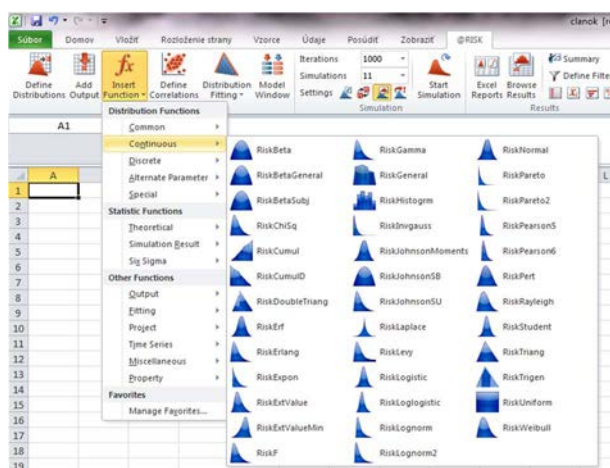 clanok [re
Súbor Domov Vložiť Rozloženie strany Vzorce Údaje Posúdiť Zobraziť @RISK
Define Distributions
Add Output
Insert Function
Define Correlations
Distribution Fitting
Model Window
Iterations 1000
Simulations 11
Settings
Start Simulation
Simulation
Excel Reports
Browse Results
Summary
Define Filte
Results
A1
A
L
1
2
3
4
5
6
7
8
9
10
11
12
13
14
15
16
17
18
19
Distribution Functions
Common
Continuous
Discrete
Alternate Parameter
Special
Statistic Functions
Theoretical
Simulation Result
Six Sigma
Other Functions
Output
Fitting
Project
Time Series
Miscellaneous
Property
Favorites
Manage Favorites...
RiskBeta
RiskBetaGeneral
RiskBetaSubj
RiskChiSq
RiskCumul
RiskCumulD
RiskDoubleTriang
RiskErf
RiskErlang
RiskExpon
RiskExtValue
RiskExtValueMin
RiskF
RiskGamma
RiskGeneral
RiskHistogrm
RiskInvgauss
RiskJohnsonMoments
RiskJohnsonSB
RiskJohnsonSU
RiskLaplace
RiskLevy
RiskLogistic
RiskLoglogistic
RiskLognorm
RiskLognorm2
RiskNormal
RiskPareto
RiskPareto2
RiskPearson5
RiskPearson6
RiskPert
RiskRayleigh
RiskStudent
RiskTriang
RiskTrigen
RiskUniform
RiskWeibull